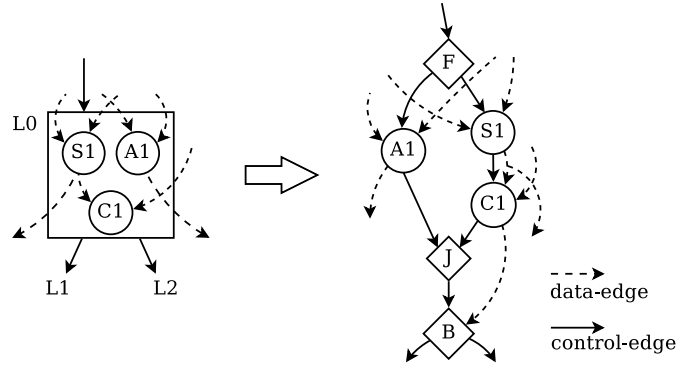 F
L0
S1
A1
C1
L1
L2
A1
S1
C1
J
B
data-edge
control-edge